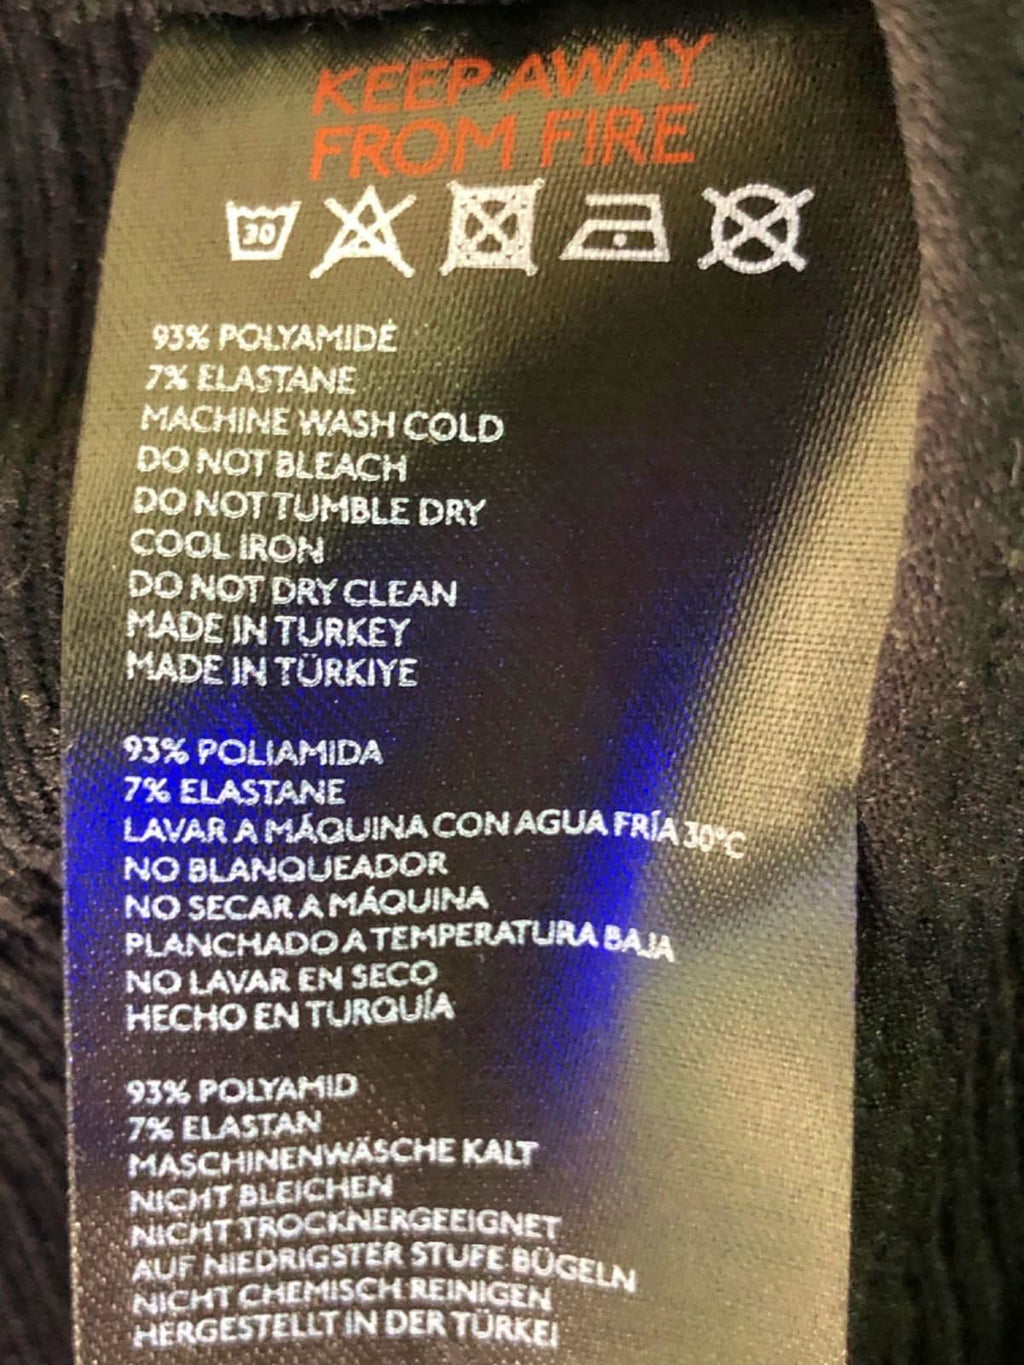 KEEP AWAY
FROM FIRE
30
93% POLYAMIDE
7% ELASTANE
MACHINE WASH COLD
DO NOT BLEACH
DO NOT TUMBLE DRY
COOL IRON
DO NOT DRY CLEAN
MADE IN TURKEY
MADE IN TÜRKIYE
93% POLIAMIDA
7% ELASTANE
LAVAR A MÁQUINA CON AGUA FRÍA 30°C
NO BLANQUEADOR
NO SECAR A MÁQUINA
PLANCHADO A TEMPERATURA BAJA
NO LAVAR EN SECO
HECHO EN TURQUÍA
93% POLYAMID
7% ELASTAN
MASCHINENWÄSCHE KALT
NICHT BLEICHEN
NICHT TROCKNERGEEIGNET
AUF NIEDRIGSTER STUFE BÜGELN
NICHT CHEMISCH REINIGEN
HERGESTELLT IN DER TÜRKEI